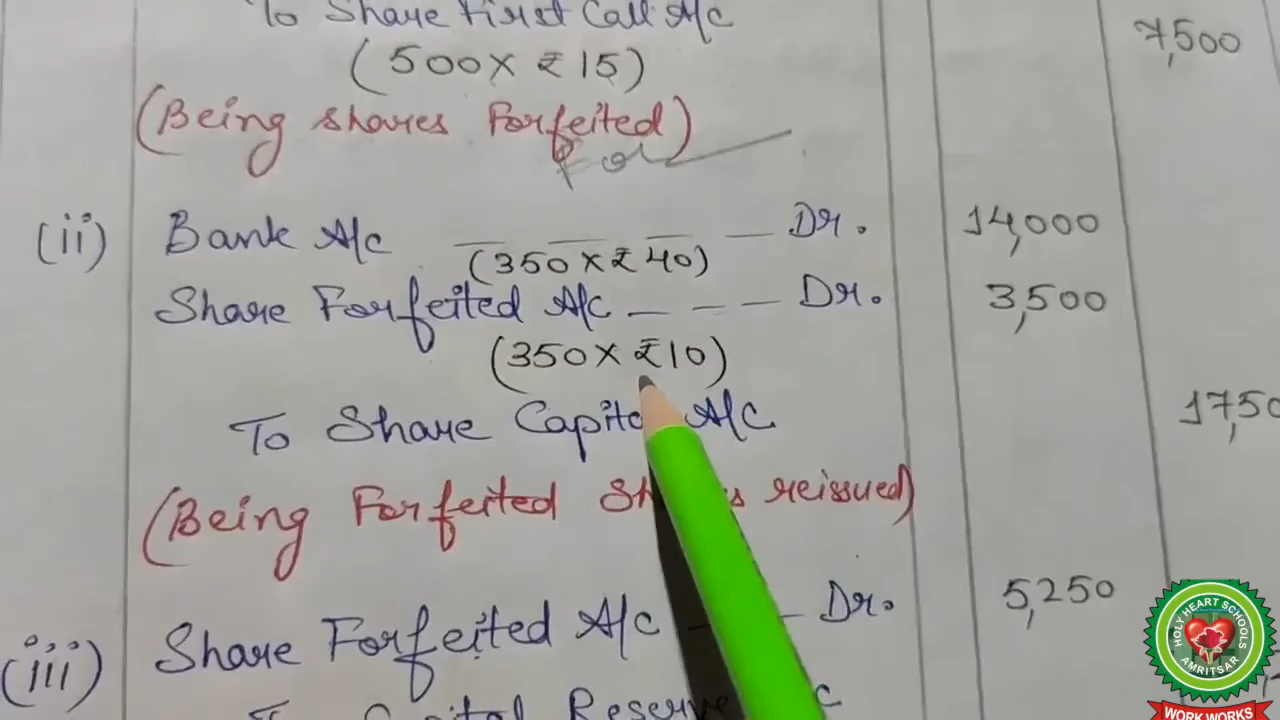 To Share First Call A/c
7,500
(500 × ₹ 15)
(Being shares Forfeited)
(ii) Bank A/c Dr. 14,000
(350 × ₹ 40)
Share Forfeited A/c Dr. 3,500
(350 × ₹10)
To Share A/c 17,50
(Being Forfeited reissued)
(iii) Share Forfeited A/c Dr. 5,250
Reserve
HOLY HEART SCHOOLS
AMRITSAR
WORK WORKS